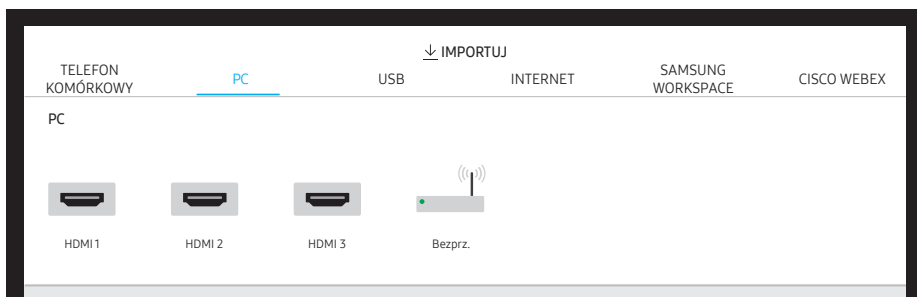 IMPORTUJ
TELEFON
KOMÓRKOWY
PC
USB
INTERNET
SAMSUNG
WORKSPACE
CISCO WEBEX
PC
HDMI 1
HDMI 2
HDMI 3
Bezprz.